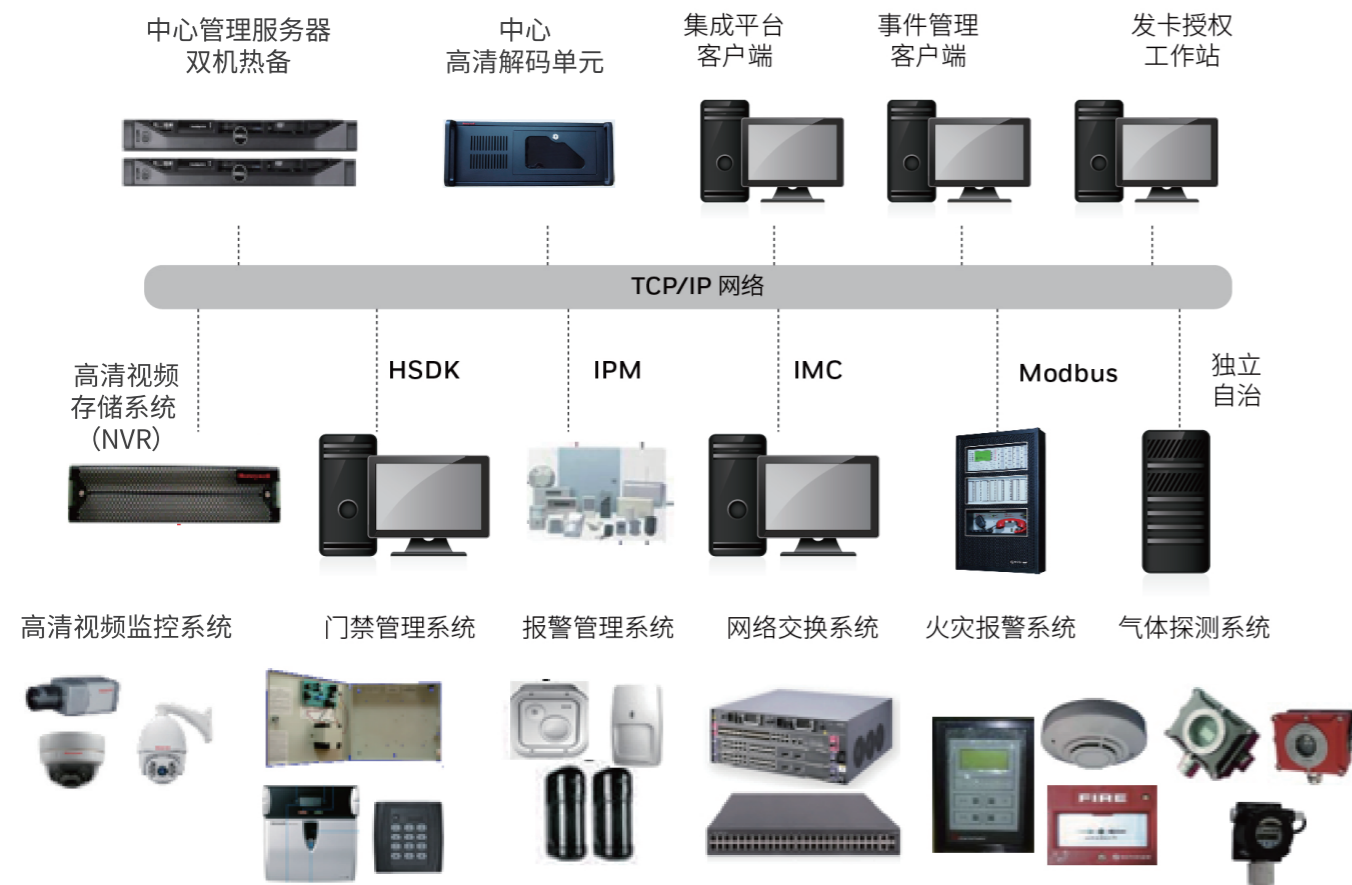 中心管理服务器
双机热备
中心
高清解码单元
集成平台
客户端
事件管理
客户端
发卡授权
工作站
TCP/IP 网络
高清视频
存储系统
（NVR）
HSDK
IPM
IMC
Modbus
独立
自治
高清视频监控系统
门禁管理系统
报警管理系统
网络交换系统
火灾报警系统
气体探测系统
FIRE